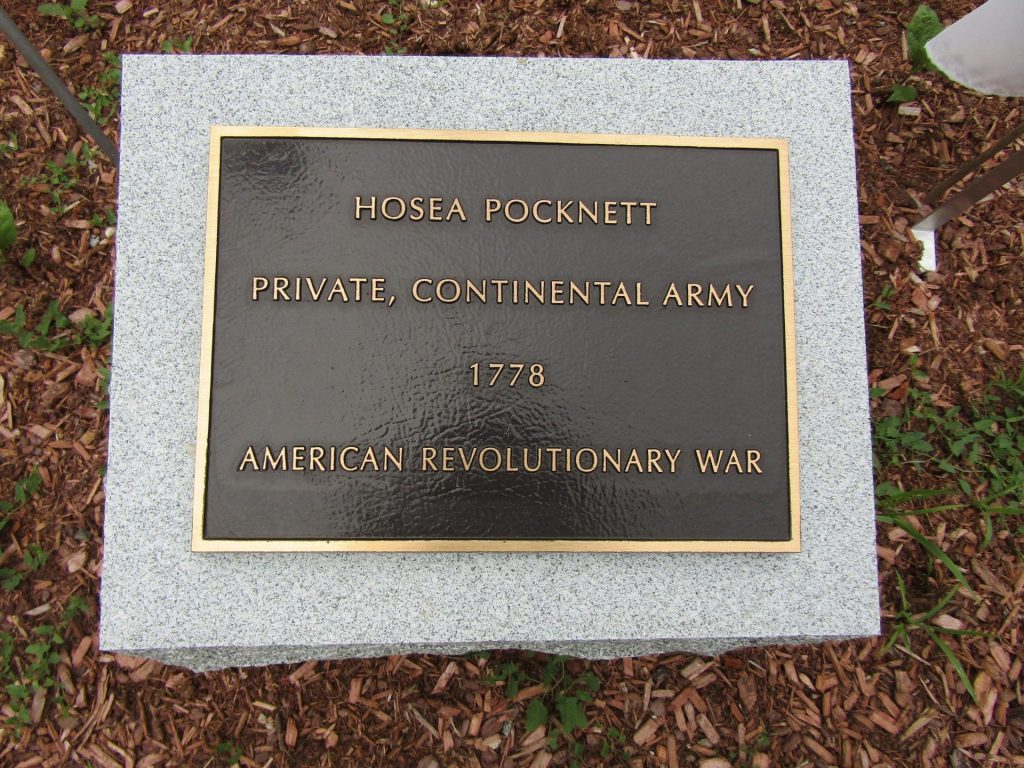 HOSEA POCKNETT
PRIVATE, CONTINENTAL ARMY
1778
AMERICAN REVOLUTIONARY WAR